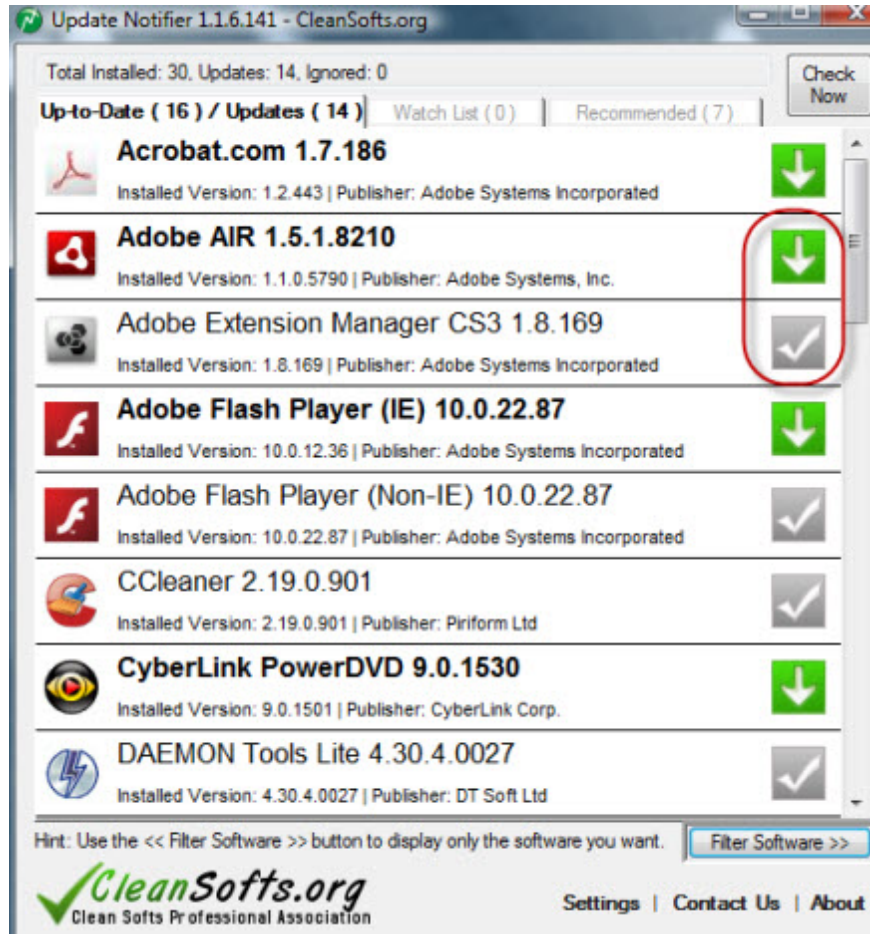 Update Notifier 1.1.6.141 - CleanSofts.org
Total Installed: 30, Updates: 14, Ignored: 0
Check
Now
Up-to-Date ( 16 ) / Updates ( 14 )
Watch List ( 0 )
Recommended ( 7 )
Acrobat.com 1.7.186
Installed Version: 1.2.443 | Publisher: Adobe Systems Incorporated
Adobe AIR 1.5.1.8210
Installed Version: 1.1.0.5790 | Publisher: Adobe Systems, Inc.
Adobe Extension Manager CS3 1.8.169
Installed Version: 1.8.169 | Publisher: Adobe Systems Incorporated
Adobe Flash Player (IE) 10.0.22.87
Installed Version: 10.0.12.36 | Publisher: Adobe Systems Incorporated
Adobe Flash Player (Non-IE) 10.0.22.87
Installed Version: 10.0.22.87 | Publisher: Adobe Systems Incorporated
CCleaner 2.19.0.901
Installed Version: 2.19.0.901 | Publisher: Piriform Ltd
CyberLink PowerDVD 9.0.1530
Installed Version: 9.0.1501 | Publisher: CyberLink Corp.
DAEMON Tools Lite 4.30.4.0027
Installed Version: 4.30.4.0027 | Publisher: DT Soft Ltd
Hint: Use the << Filter Software >> button to display only the software you want.
Filter Software >>
CleanSofts.org
Clean Softs Professional Association
Settings | Contact Us | About